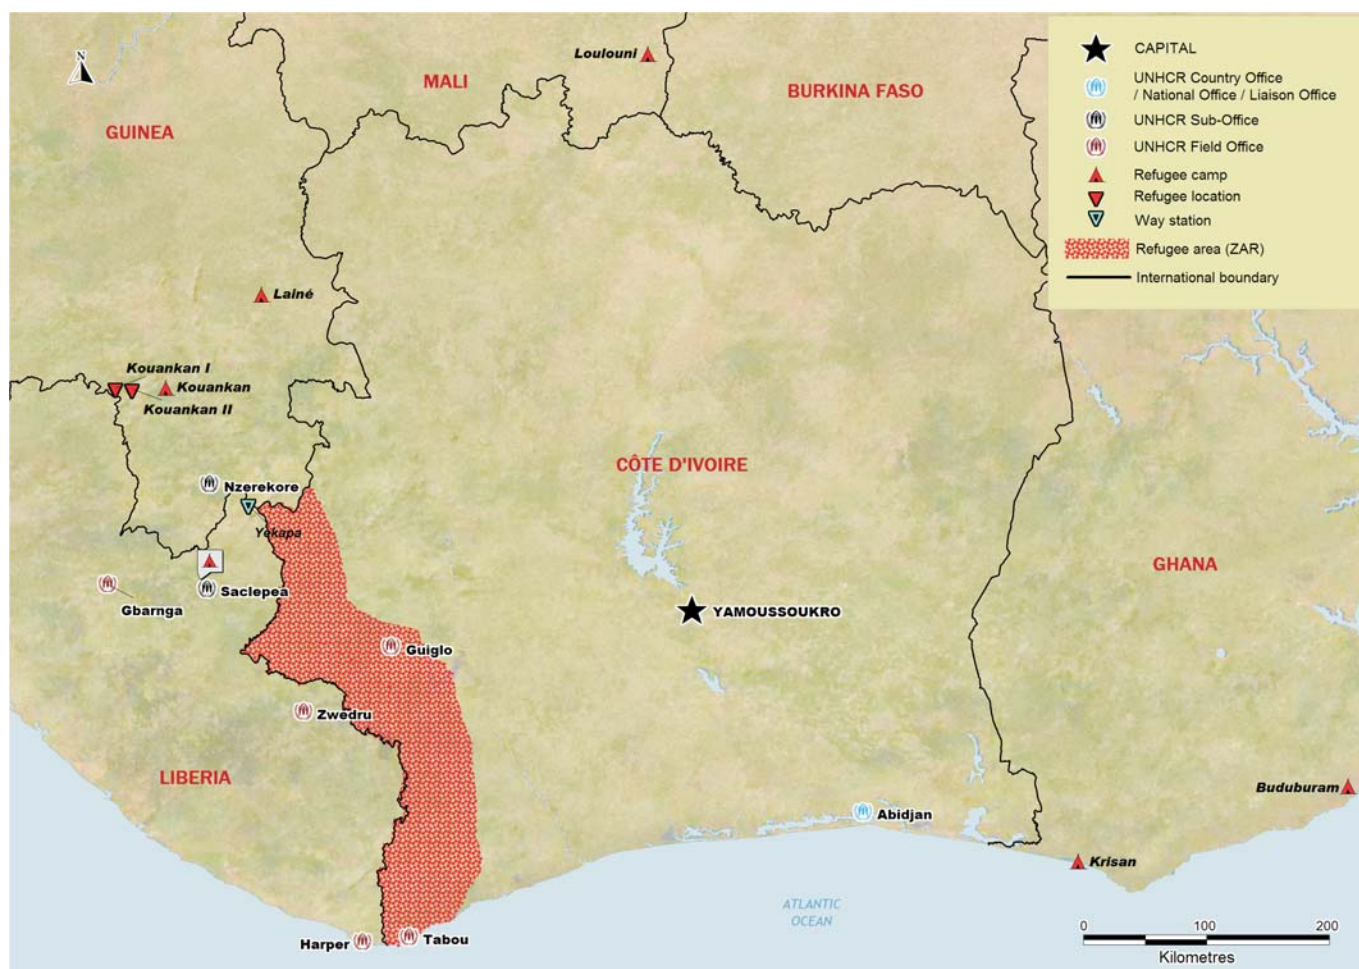 N
GUINEA
MALI
Loulouni
BURKINA FASO
CAPITAL
UNHCR Country Office
/ National Office / Liaison Office
UNHCR Sub-Office
UNHCR Field Office
Refugee camp
Refugee location
Way station
Refugee area (ZAR)
International boundary
Lainé
Kouankan I
Kouankan
Kouankan II
CÔTE D'IVOIRE
Nzerekore
Yekapa
Saclepea
Gbarnga
GHANA
YAMOUSSOUKRO
Guiglo
Zwedru
LIBERIA
Buduburam
Abidjan
Krisan
ATLANTIC
OCEAN
Harper
Tabou
0 100 200
Kilometres